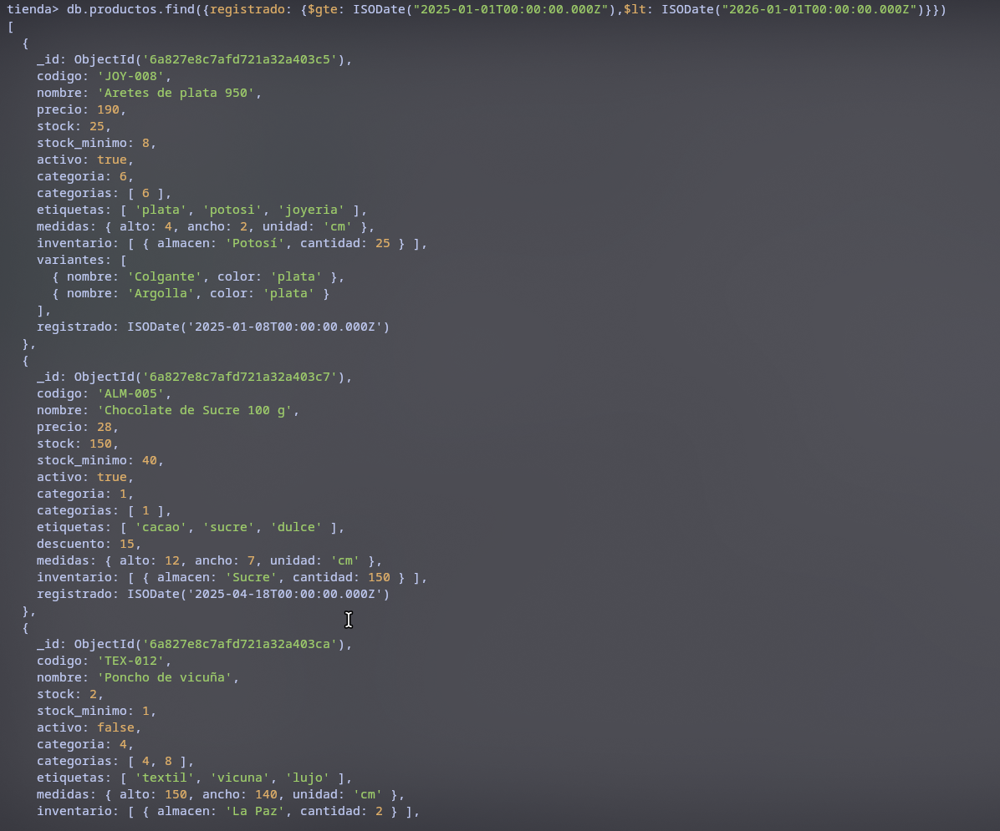 tienda> db.productos.find({registrado: {$gte: ISODate("2025-01-01T00:00:00.000Z"),$lt: ISODate("2026-01-01T00:00:00.000Z")}})
[
  {
    _id: ObjectId('6a827e8c7afd721a32a403c5'),
    codigo: 'JOY-008',
    nombre: 'Aretes de plata 950',
    precio: 190,
    stock: 25,
    stock_minimo: 8,
    activo: true,
    categoria: 6,
    categorias: [ 6 ],
    etiquetas: [ 'plata', 'potosi', 'joyeria' ],
    medidas: { alto: 4, ancho: 2, unidad: 'cm' },
    inventario: [ { almacen: 'Potosí', cantidad: 25 } ],
    variantes: [
      { nombre: 'Colgante', color: 'plata' },
      { nombre: 'Argolla', color: 'plata' }
    ],
    registrado: ISODate('2025-01-08T00:00:00.000Z')
  },
  {
    _id: ObjectId('6a827e8c7afd721a32a403c7'),
    codigo: 'ALM-005',
    nombre: 'Chocolate de Sucre 100 g',
    precio: 28,
    stock: 150,
    stock_minimo: 40,
    activo: true,
    categoria: 1,
    categorias: [ 1 ],
    etiquetas: [ 'cacao', 'sucre', 'dulce' ],
    descuento: 15,
    medidas: { alto: 12, ancho: 7, unidad: 'cm' },
    inventario: [ { almacen: 'Sucre', cantidad: 150 } ],
    registrado: ISODate('2025-04-18T00:00:00.000Z')
  },
  {
    _id: ObjectId('6a827e8c7afd721a32a403ca'),
    codigo: 'TEX-012',
    nombre: 'Poncho de vicuña',
    stock: 2,
    stock_minimo: 1,
    activo: false,
    categoria: 4,
    categorias: [ 4, 8 ],
    etiquetas: [ 'textil', 'vicuna', 'lujo' ],
    medidas: { alto: 150, ancho: 140, unidad: 'cm' },
    inventario: [ { almacen: 'La Paz', cantidad: 2 } ],